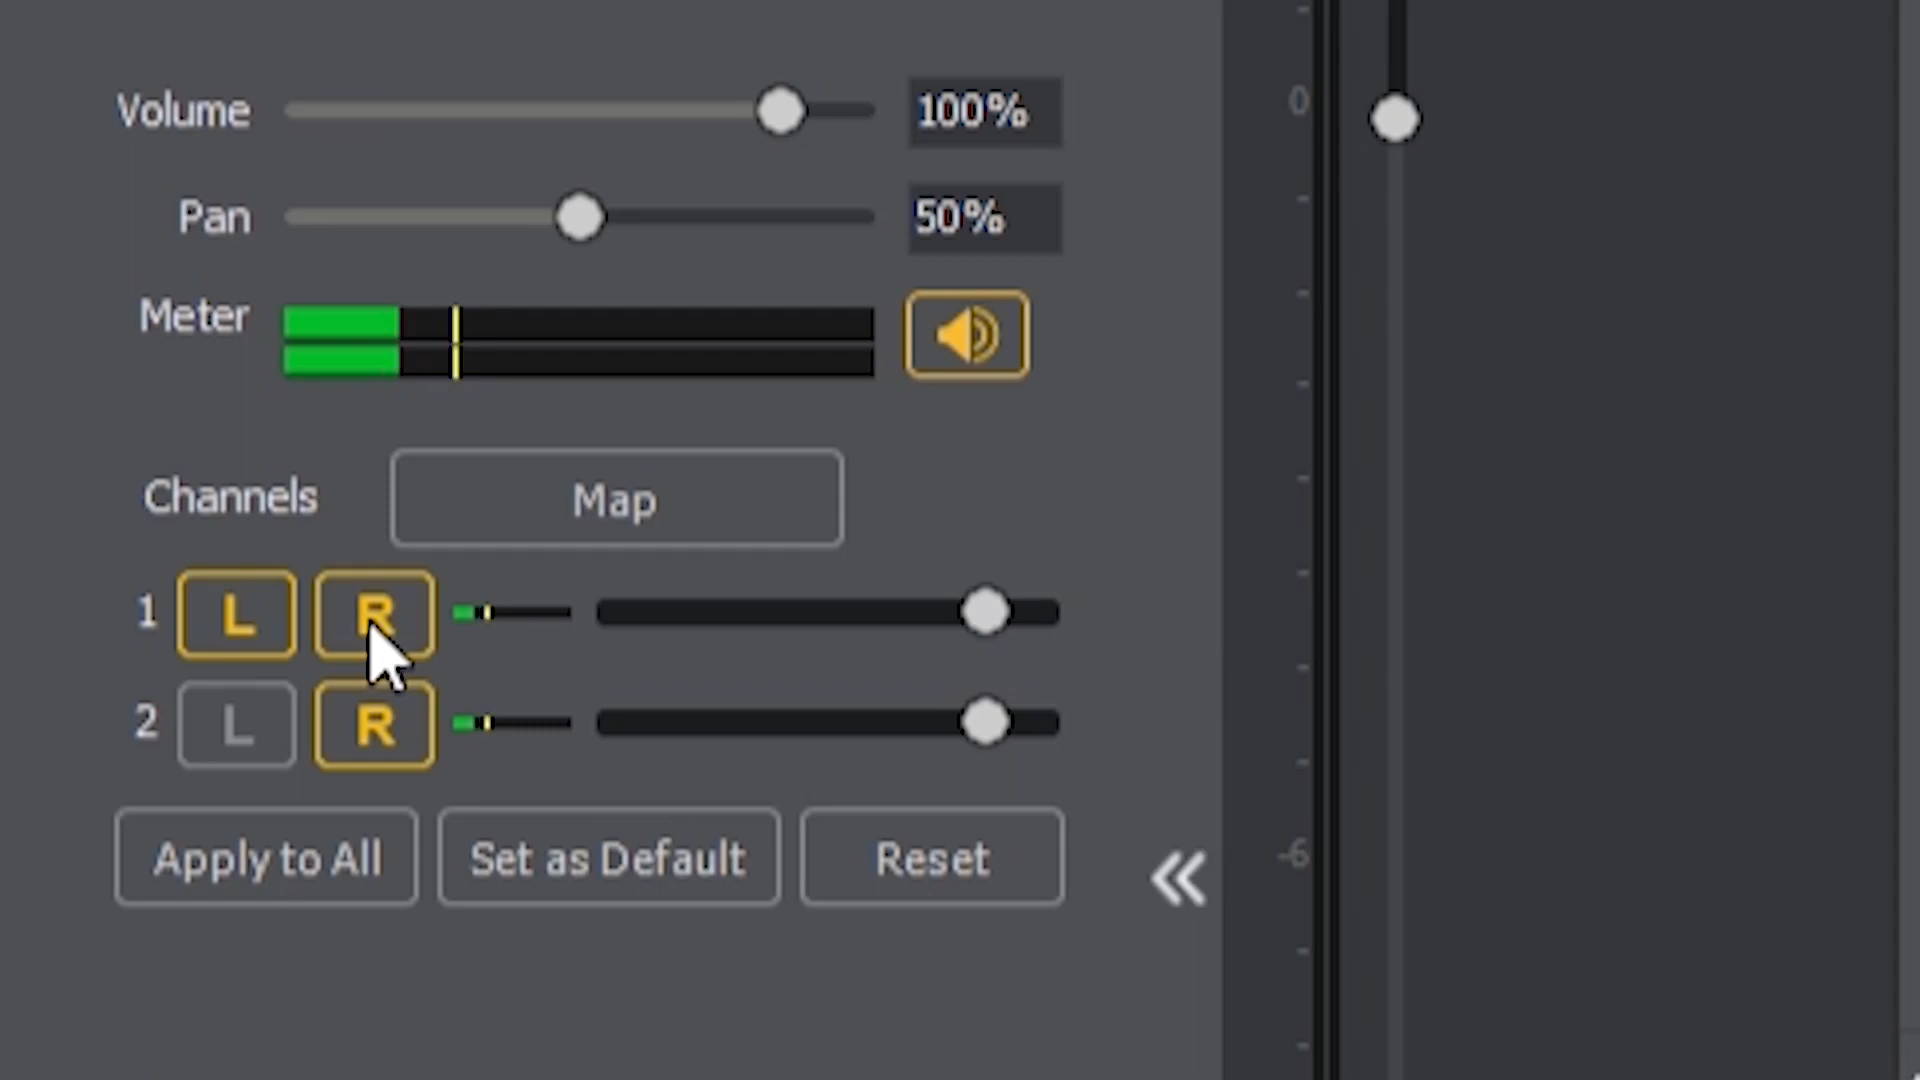 Volume 100%
0
Pan 50%
Meter
Channels Map
1 L R
2 L R
Apply to All Set as Default Reset
-6